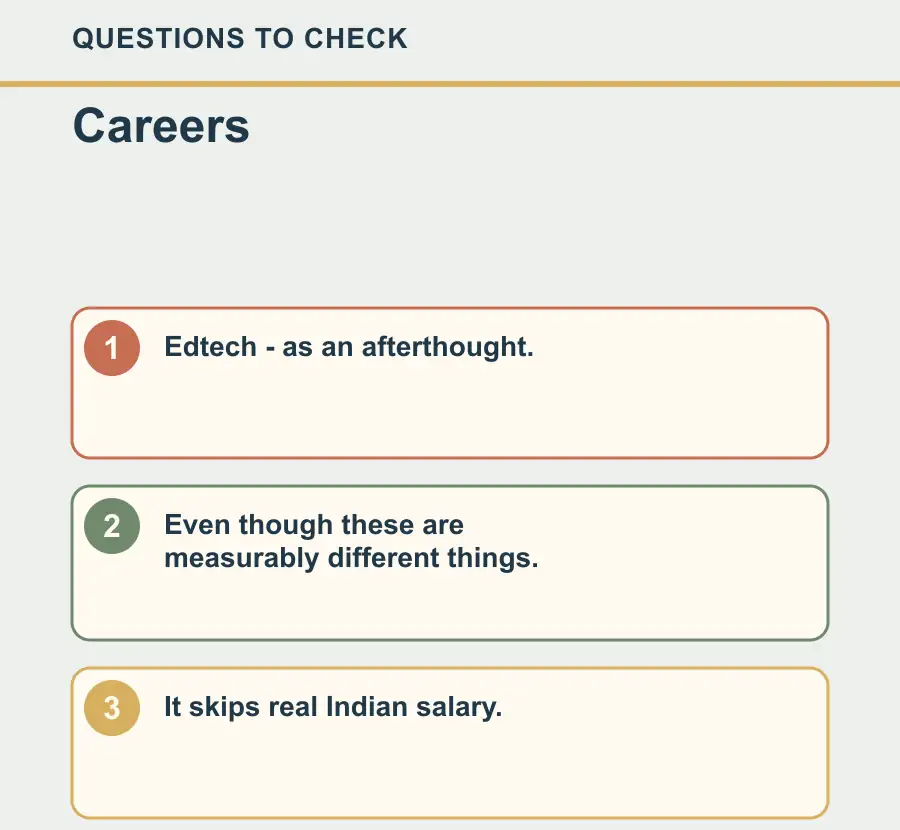 QUESTIONS TO CHECK
Careers
1
Edtech - as an afterthought.
2
Even though these are
measurably different things.
3
It skips real Indian salary.